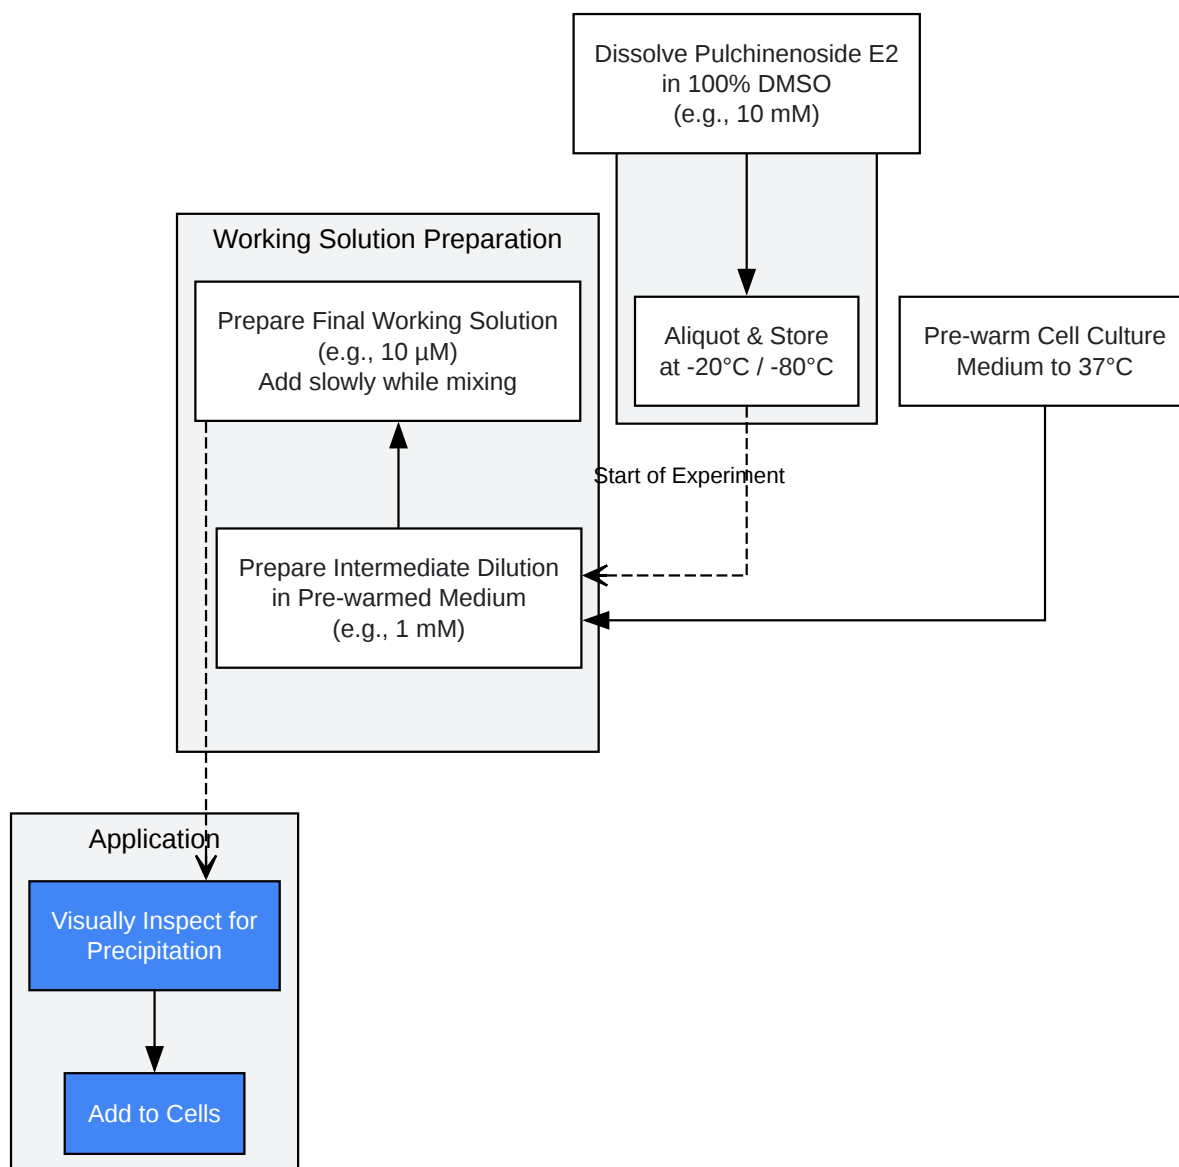 Dissolve Pulchinenoside E2
in 100% DMSO
(e.g., 10 mM)
Working Solution Preparation
Prepare Final Working Solution
(e.g., 10 µM)
Add slowly while mixing
Aliquot & Store
at -20°C / -80°C
Pre-warm Cell Culture
Medium to 37°C
Start of Experiment
Prepare Intermediate Dilution
in Pre-warmed Medium
(e.g., 1 mM)
Application
Visually Inspect for
Precipitation
Add to Cells